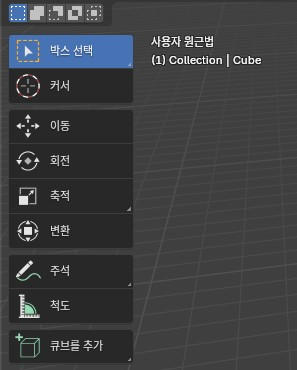 박스 선택
커서
이동
회전
축적
변환
주석
척도
큐브를 추가
사용자 원근법
(1) Collection | Cube